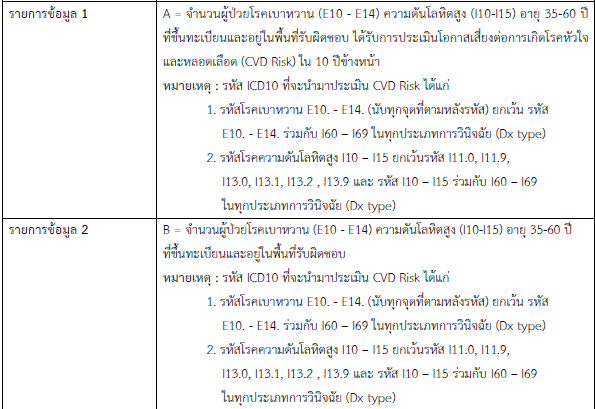 รายการข้อมูล 1
A = จำนวนผู้ป่วยโรคเบาหวาน (E10 - E14) ความดันโลหิตสูง (I10-I15) อายุ 35-60 ปี
ที่ขึ้นทะเบียนและอยู่ในพื้นที่รับผิดชอบ ได้รับการประเมินโอกาสเสี่ยงต่อการเกิดโรคหัวใจ
และหลอดเลือด (CVD Risk) ใน 10 ปีข้างหน้า
หมายเหตุ : รหัส ICD10 ที่จะนำมาประเมิน CVD Risk ได้แก่
1. รหัสโรคเบาหวาน E10. - E14. (นับทุกจุดที่ตามหลังรหัส) ยกเว้น รหัส
E10. - E14. ร่วมกับ I60 – I69 ในทุกประเภทการวินิจฉัย (Dx type)
2. รหัสโรคความดันโลหิตสูง I10 – I15 ยกเว้นรหัส I11.0, I11.9,
I13.0, I13.1, I13.2 , I13.9 และ รหัส I10 – I15 ร่วมกับ I60 – I69
ในทุกประเภทการวินิจฉัย (Dx type)
รายการข้อมูล 2
B = จำนวนผู้ป่วยโรคเบาหวาน (E10 - E14) ความดันโลหิตสูง (I10-I15) อายุ 35-60 ปี
ที่ขึ้นทะเบียนและอยู่ในพื้นที่รับผิดชอบ
หมายเหตุ : รหัส ICD10 ที่จะนำมาประเมิน CVD Risk ได้แก่
1. รหัสโรคเบาหวาน E10. - E14. (นับทุกจุดที่ตามหลังรหัส) ยกเว้น รหัส
E10. - E14. ร่วมกับ I60 – I69 ในทุกประเภทการวินิจฉัย (Dx type)
2. รหัสโรคความดันโลหิตสูง I10 – I15 ยกเว้นรหัส I11.0, I11.9,
I13.0, I13.1, I13.2 , I13.9 และ รหัส I10 – I15 ร่วมกับ I60 – I69
ในทุกประเภทการวินิจฉัย (Dx type)